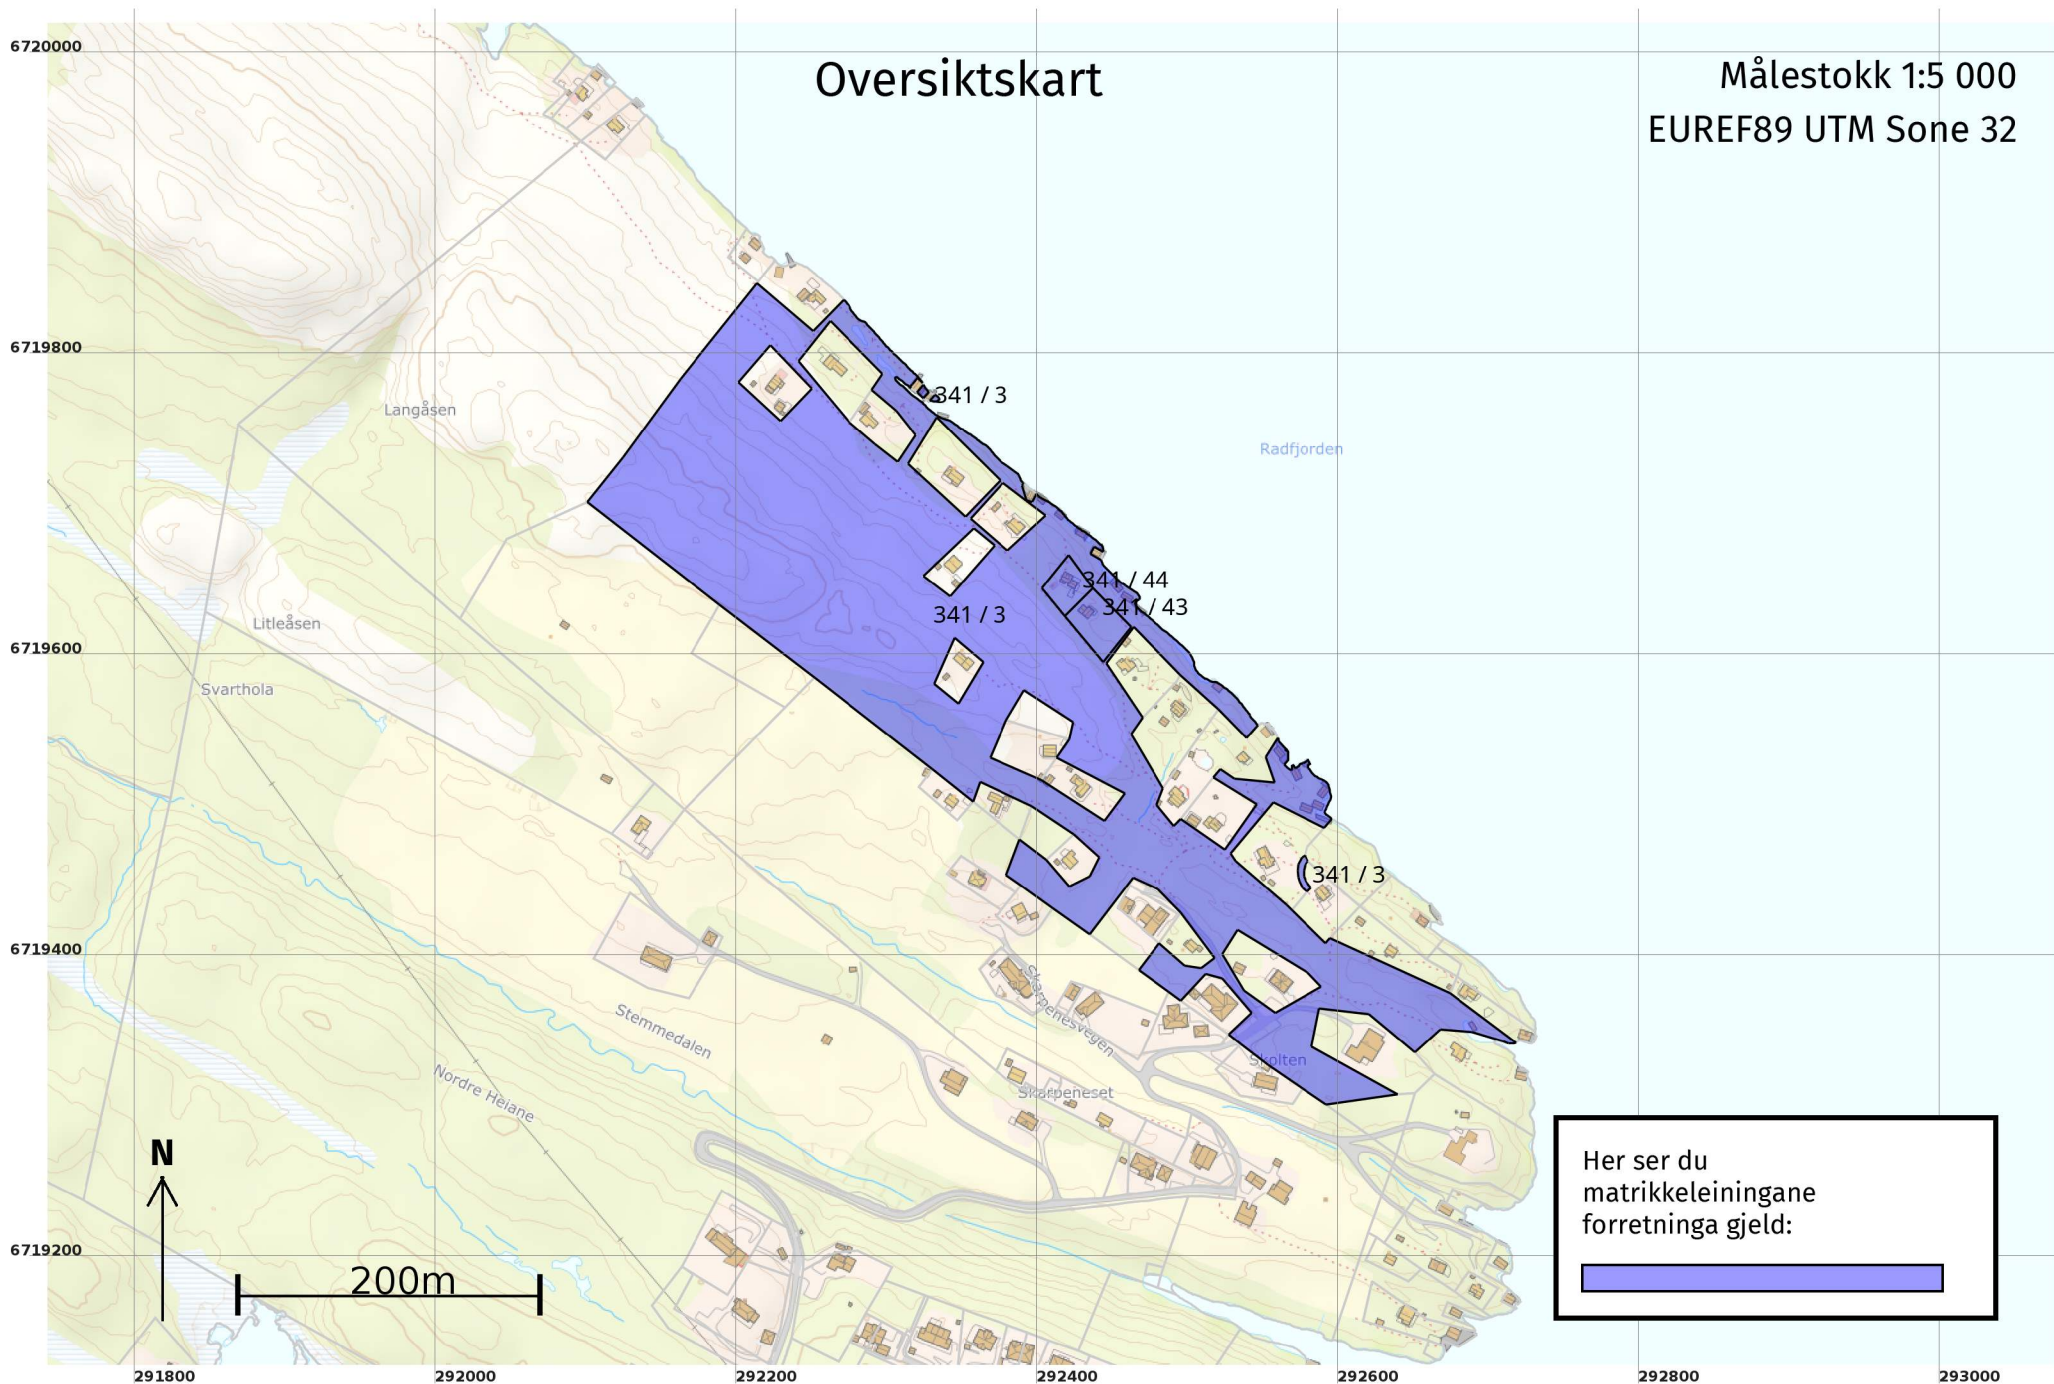 6720000
Oversiktskart
Målestokk 1:5 000
EUREF89 UTM Sone 32
6719800
341 / 3
Langåsen
Radfjorden
341 / 44
341 / 43
341 / 3
Litleåsen
6719600
Svarthola
341 / 3
6719400
Skarpenesvegen
Stemmedalen
Skolten
Nordre Heiane
Skarpeneset
N
Her ser du
matrikkeleiningane
forretninga gjeld:
6719200
200m
291800
292000
292200
292400
292600
292800
293000